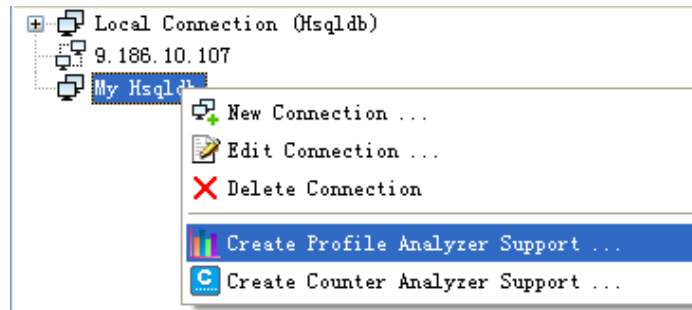 Local Connection (Hsqldb)
9.186.10.107
My Hsqldb
New Connection ...
Edit Connection ...
Delete Connection
Create Profile Analyzer Support ...
C
Create Counter Analyzer Support ...